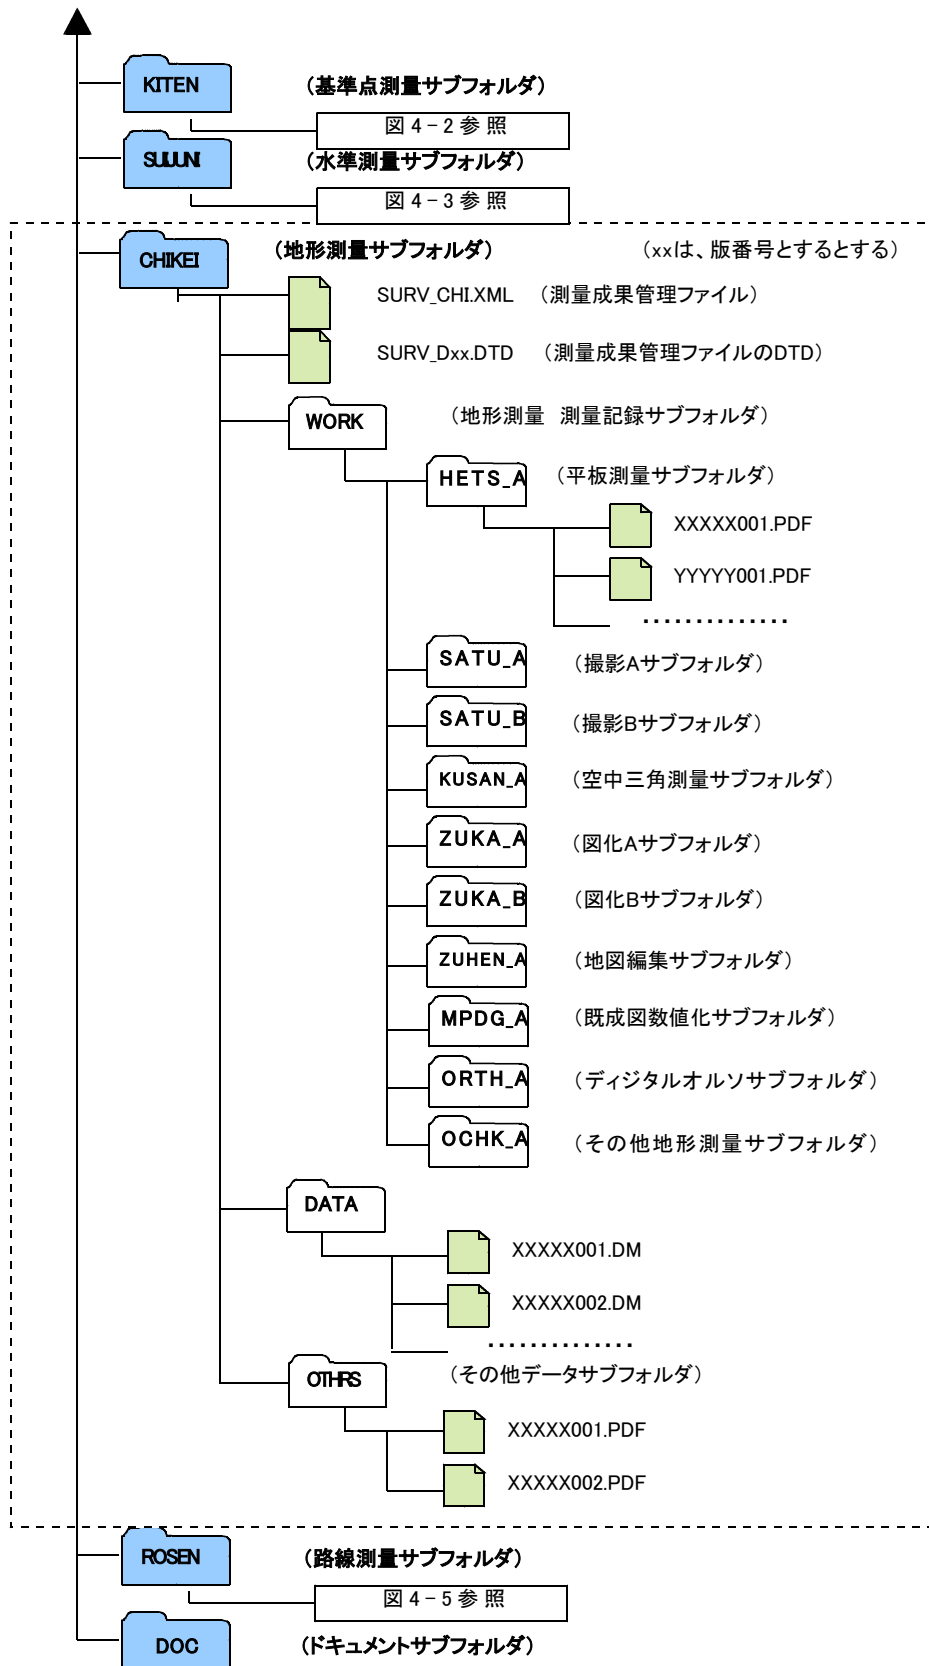 KITEN (基準点測量サブフォルダ)
図4-2参照
SUIJUNI (水準測量サブフォルダ)
図4-3参照
CHIKEI (地形測量サブフォルダ) (xxは、版番号とするとする)
SURV_CHI.XML (測量成果管理ファイル)
SURV_Dxx.DTD (測量成果管理ファイルのDTD)
WORK (地形測量 測量記録サブフォルダ)
HETS_A (平板測量サブフォルダ)
XXXXX001.PDF
YYYYY001.PDF
・・・・・・・・・・・・・・
SATU_A (撮影Aサブフォルダ)
SATU_B (撮影Bサブフォルダ)
KUSAN_A (空中三角測量サブフォルダ)
ZUKA_A (図化Aサブフォルダ)
ZUKA_B (図化Bサブフォルダ)
ZUHEN_A (地図編集サブフォルダ)
MPDG_A (既成図数値化サブフォルダ)
ORTH_A (ディジタルオルソサブフォルダ)
OCHK_A (その他地形測量サブフォルダ)
DATA
XXXXX001.DM
XXXXX002.DM
・・・・・・・・・・・・・・
OTHRS (その他データサブフォルダ)
XXXXX001.PDF
XXXXX002.PDF
ROSEN (路線測量サブフォルダ)
図4-5参照
DOC (ドキュメントサブフォルダ)